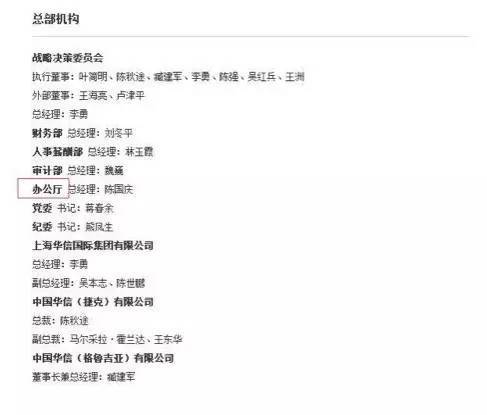 总部机构
战略决策委员会
执行董事：叶简明、陈秋途、臧建军、李勇、陈强、吴红兵、王洲
外部董事：王海亮、卢津平
总经理：李勇
财务部 总经理：刘冬平
人事薪酬部 总经理：林玉霞
审计部 总经理：魏巍
办公厅 总经理：陈国庆
党委 书记：蒋春余
纪委 书记：熊凤生
上海华信国际集团有限公司
总经理：李勇
副总经理：吴本志、陈世鹏
中国华信（捷克）有限公司
总裁：陈秋途
副总裁：马尔采拉·霍兰达、王东华
中国华信（格鲁吉亚）有限公司
董事长兼总经理：臧建军